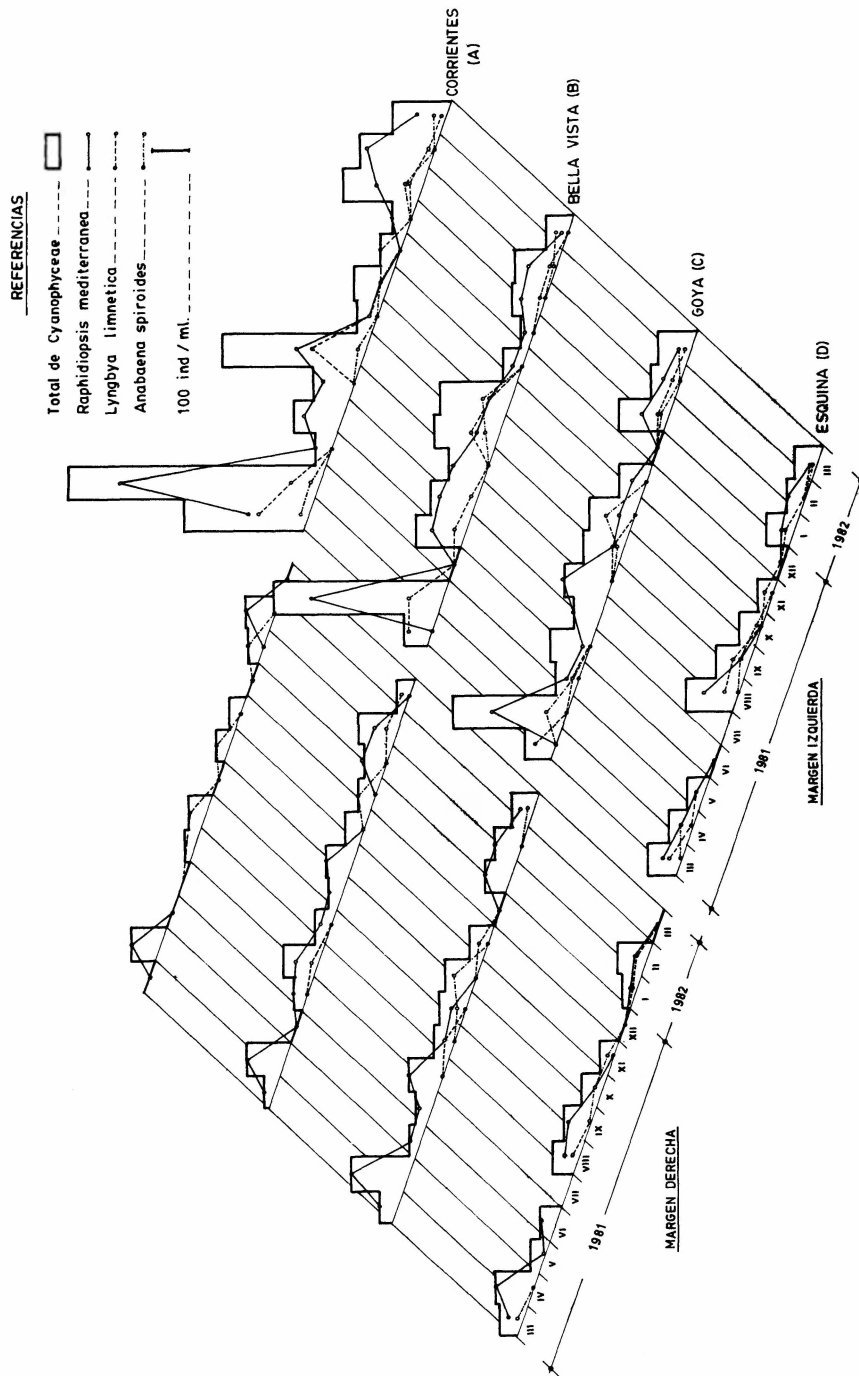 REFERENCIAS
Total de Cyanophyceae
Raphidiopsis mediterranea
Lyngbya limnetica
Anabaena spiroides
100 ind / ml.
CORRIENTES
(A)
BELLA VISTA (B)
GOYA (C)
ESQUINA (D)
III
IV
V
VI
VII
VIII
IX
X
XI
XII
I
II
III
1981
1982
MARGEN IZQUIERDA
III
IV
V
VI
VII
VIII
IX
X
XI
XII
I
II
III
1981
1982
MARGEN DERECHA